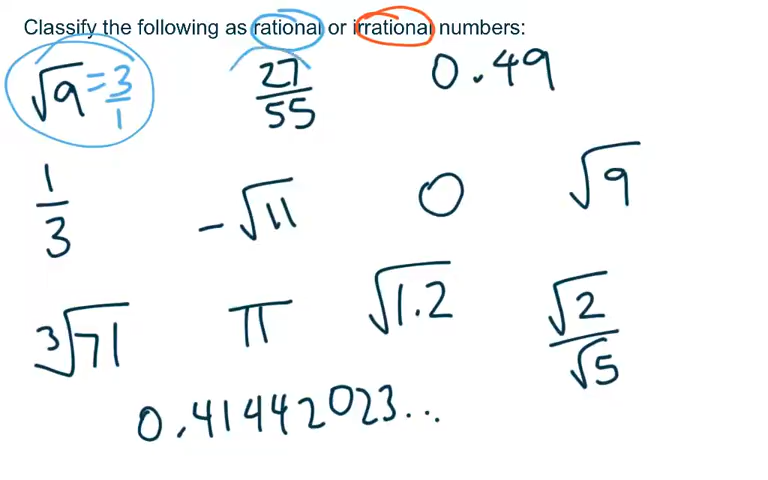 Classify the following as rational or irrational numbers:
√9 = 3/1 27/55 0.49
1/3 -√11 0 √9
3√71 π √1.2 √2/√5
0.41442023...